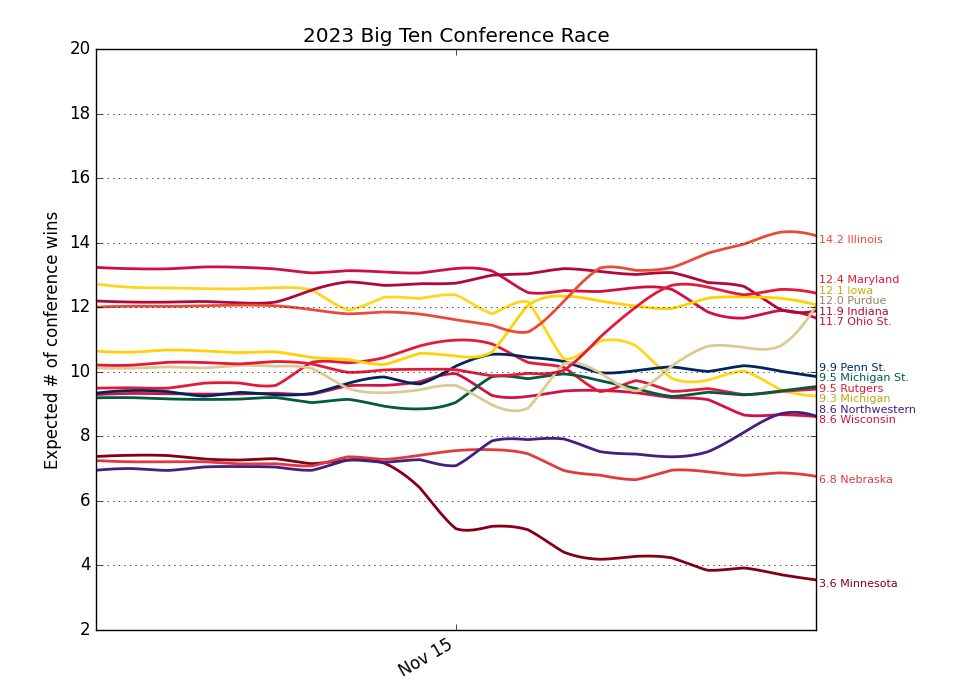 2023 Big Ten Conference Race
Expected # of conference wins
20
18
16
14
12
10
8
6
4
2
Nov 15
14.2 Illinois
12.4 Maryland
12.1 Iowa
12.0 Purdue
11.9 Indiana
11.7 Ohio St.
9.9 Penn St.
9.5 Michigan St.
9.5 Rutgers
9.3 Michigan
8.6 Northwestern
8.6 Wisconsin
6.8 Nebraska
3.6 Minnesota